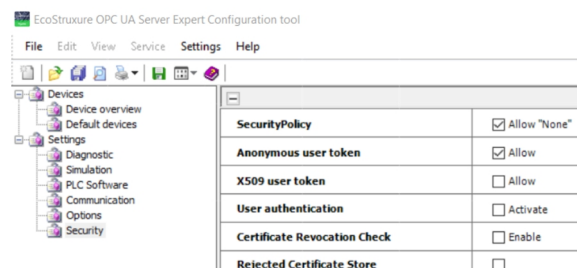 EcoStruxure OPC UA Server Expert Configuration tool
File Edit View Service Settings Help
Devices
Device overview
Default devices
Settings
Diagnostic
Simulation
PLC Software
Communication
Options
Security
SecurityPolicy Allow "None"
Anonymous user token Allow
X509 user token Allow
User authentication Activate
Certificate Revocation Check Enable
Rejected Certificate Store